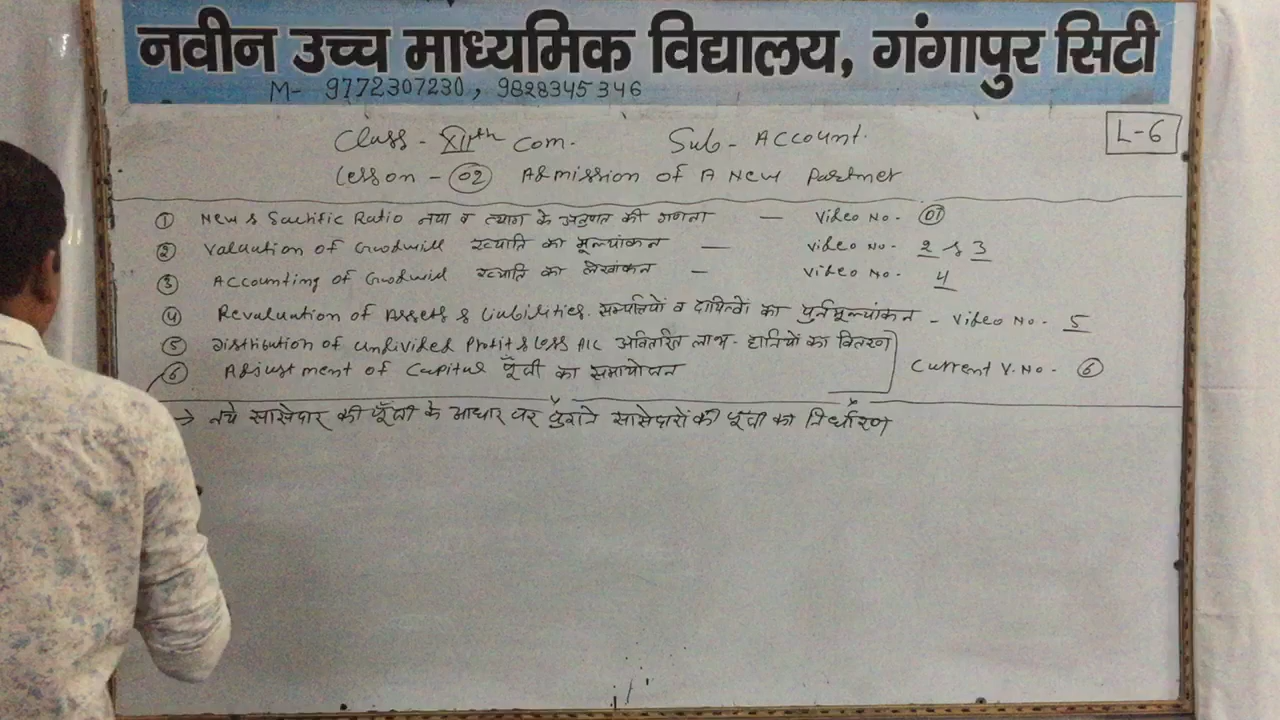 नवीन उच्च माध्यमिक विद्यालय, गंगापुर सिटी
M- 9772307230, 9828345346
Class - XIIth Com. Sub - Account.
L-6
Lesson - 02 Admission of A New Partner
① New & Sacrific Ratio नया व त्याग के अनुपात की गणना — Video No. 01
② Valuation of Goodwill ख्याति का मूल्यांकन — Video No. 2 & 3
③ Accounting of Goodwill ख्याति का लेखांकन — Video No. 4
④ Revaluation of Assets & Liabilities. सम्पत्तियों व दायित्वों का पुर्नमूल्यांकन - Video No. 5
⑤ Distribution of undivided Profit & Loss A/c अवितरित लाभ - हानियों का वितरण
⑥ Adjustment of Capital पूँजी का समायोजन Current V. No. - ⑥
→ नये साझेदार की पूँजी के आधार पर पुराने साझेदारों की पूंजी का निर्धारण